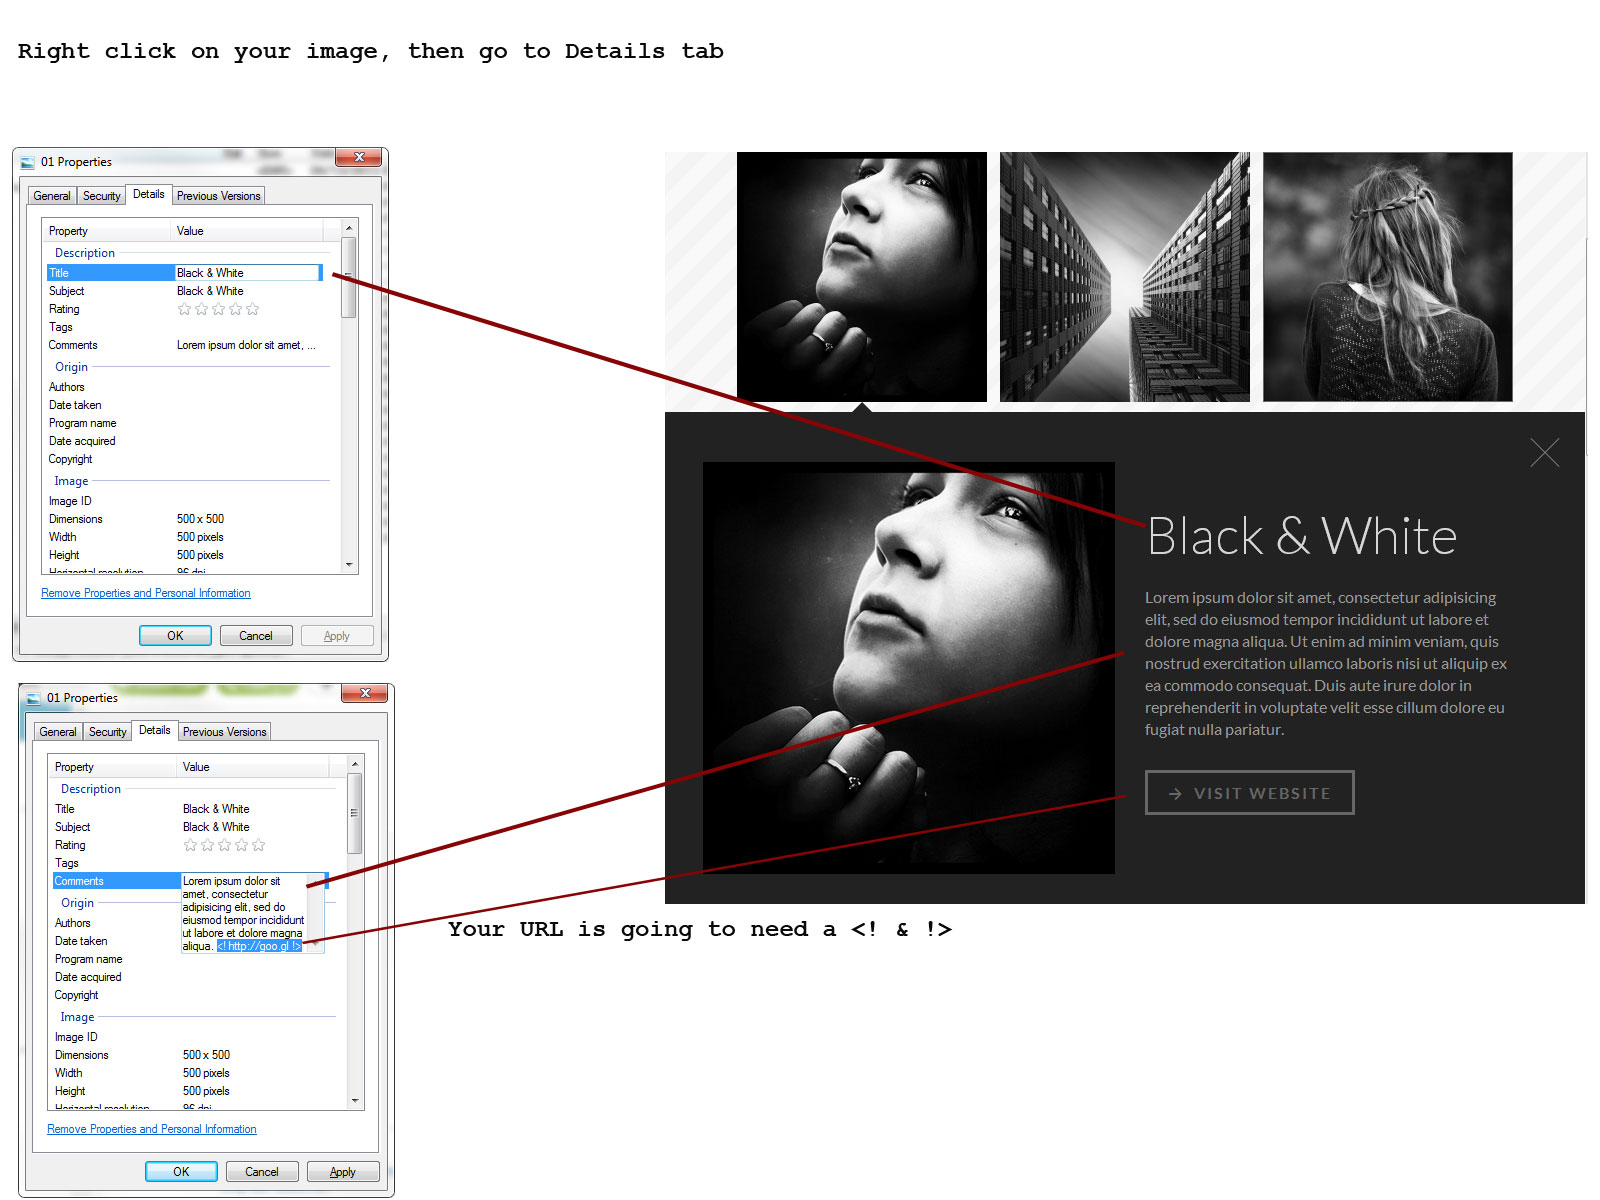 Right click on your image, then go to Details tab
01 Properties
General Security Details Previous Versions
Property Value
Description
Title Black & White
Subject Black & White
Rating
Tags
Comments Lorem ipsum dolor sit amet, ...
Origin
Authors
Date taken
Program name
Date acquired
Copyright
Image
Image ID
Dimensions 500 x 500
Width 500 pixels
Height 500 pixels
Horizontal resolution 96 dpi
Remove Properties and Personal Information
OK Cancel Apply
Black & White
Lorem ipsum dolor sit amet, consectetur adipisicing
elit, sed do eiusmod tempor incididunt ut labore et
dolore magna aliqua. Ut enim ad minim veniam, quis
nostrud exercitation ullamco laboris nisi ut aliquip ex
ea commodo consequat. Duis aute irure dolor in
reprehenderit in voluptate velit esse cillum dolore eu
fugiat nulla pariatur.
→ VISIT WEBSITE
01 Properties
General Security Details Previous Versions
Property Value
Description
Title Black & White
Subject Black & White
Rating
Tags
Comments Lorem ipsum dolor sit
amet, consectetur
adipisicing elit, sed do
eiusmod tempor incididunt
ut labore et dolore magna
aliqua. <! http://goo.gl !>
Origin
Authors
Date taken
Program name
Date acquired
Copyright
Image
Image ID
Dimensions 500 x 500
Width 500 pixels
Height 500 pixels
Horizontal resolution 96 dpi
Remove Properties and Personal Information
OK Cancel Apply
Your URL is going to need a <! & !>